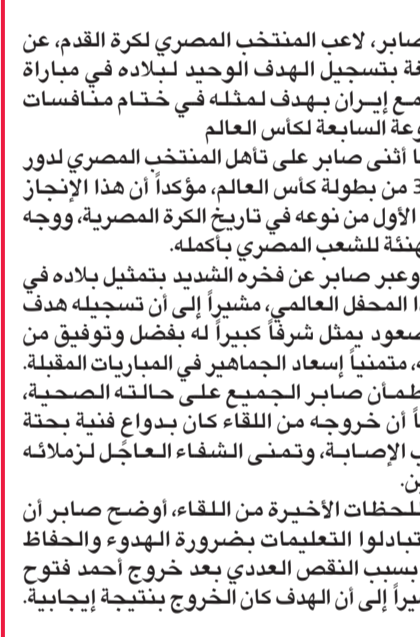 صابر، لاعب المنتخب المصري لكرة القدم، عن
بتسجيل الهدف الوحيد لبلاده في مباراة
مع إيران بهدف لمثله في ختام منافسات
السابعة لكأس العالم
أثنى صابر على تأهل المنتخب المصري لدور
من بطولة كأس العالم، مؤكداً أن هذا الإنجاز
الأول من نوعه في تاريخ الكرة المصرية، ووجه
للشعب المصري بأكمله.
وعبر صابر عن فخره الشديد بتمثيل بلاده في
المحفل العالمي، مشيراً إلى أن تسجيله هدف
يمثل شرفاً كبيراً له بفضل وتوفيق من
متمنياً إسعاد الجماهير في المباريات المقبلة.
صابر الجميع على حالته الصحية،
أن خروجه من اللقاء كان بدواع فنية بحتة
الإصابة، وتمنى الشفاء العاجل لزملائه
الأخيرة من اللقاء، أوضح صابر أن
التعليمات بضرورة الهدوء والحفاظ
بسبب النقص العددي بعد خروج أحمد فتوح
إلى أن الهدف كان الخروج بنتيجة إيجابية.